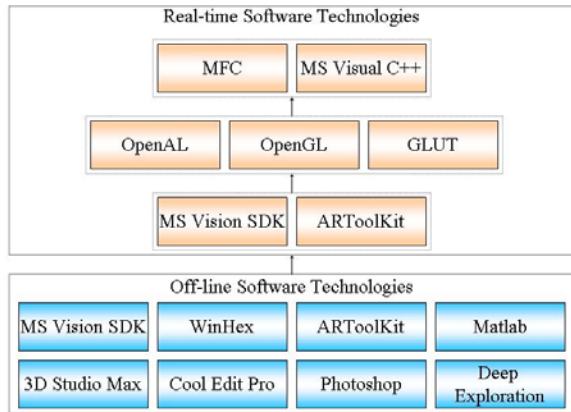 Real-time Software Technologies
MFC
MS Visual C++
OpenAL
OpenGL
GLUT
MS Vision SDK
ARToolKit
Off-line Software Technologies
MS Vision SDK
WinHex
ARToolKit
Matlab
3D Studio Max
Cool Edit Pro
Photoshop
Deep
Exploration